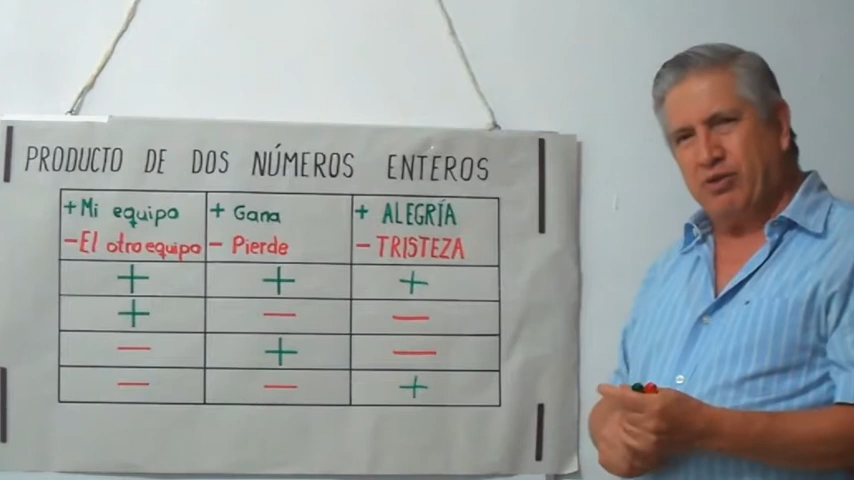 PRODUCTO DE DOS NÚMEROS ENTEROS
+Mi equipo + Gana + ALEGRÍA
-El otro equipo - Pierde - TRISTEZA
+ + +
+ - -
- + -
- - +